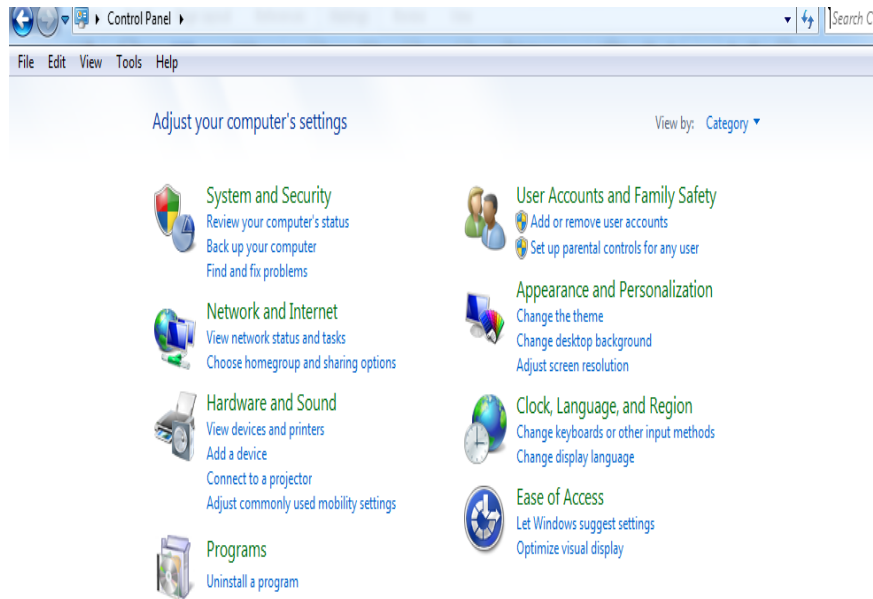 Control Panel
Search C
File Edit View Tools Help
Adjust your computer's settings
View by: Category
System and Security
Review your computer's status
Back up your computer
Find and fix problems
Network and Internet
View network status and tasks
Choose homegroup and sharing options
Hardware and Sound
View devices and printers
Add a device
Connect to a projector
Adjust commonly used mobility settings
Programs
Uninstall a program
User Accounts and Family Safety
Add or remove user accounts
Set up parental controls for any user
Appearance and Personalization
Change the theme
Change desktop background
Adjust screen resolution
Clock, Language, and Region
Change keyboards or other input methods
Change display language
Ease of Access
Let Windows suggest settings
Optimize visual display